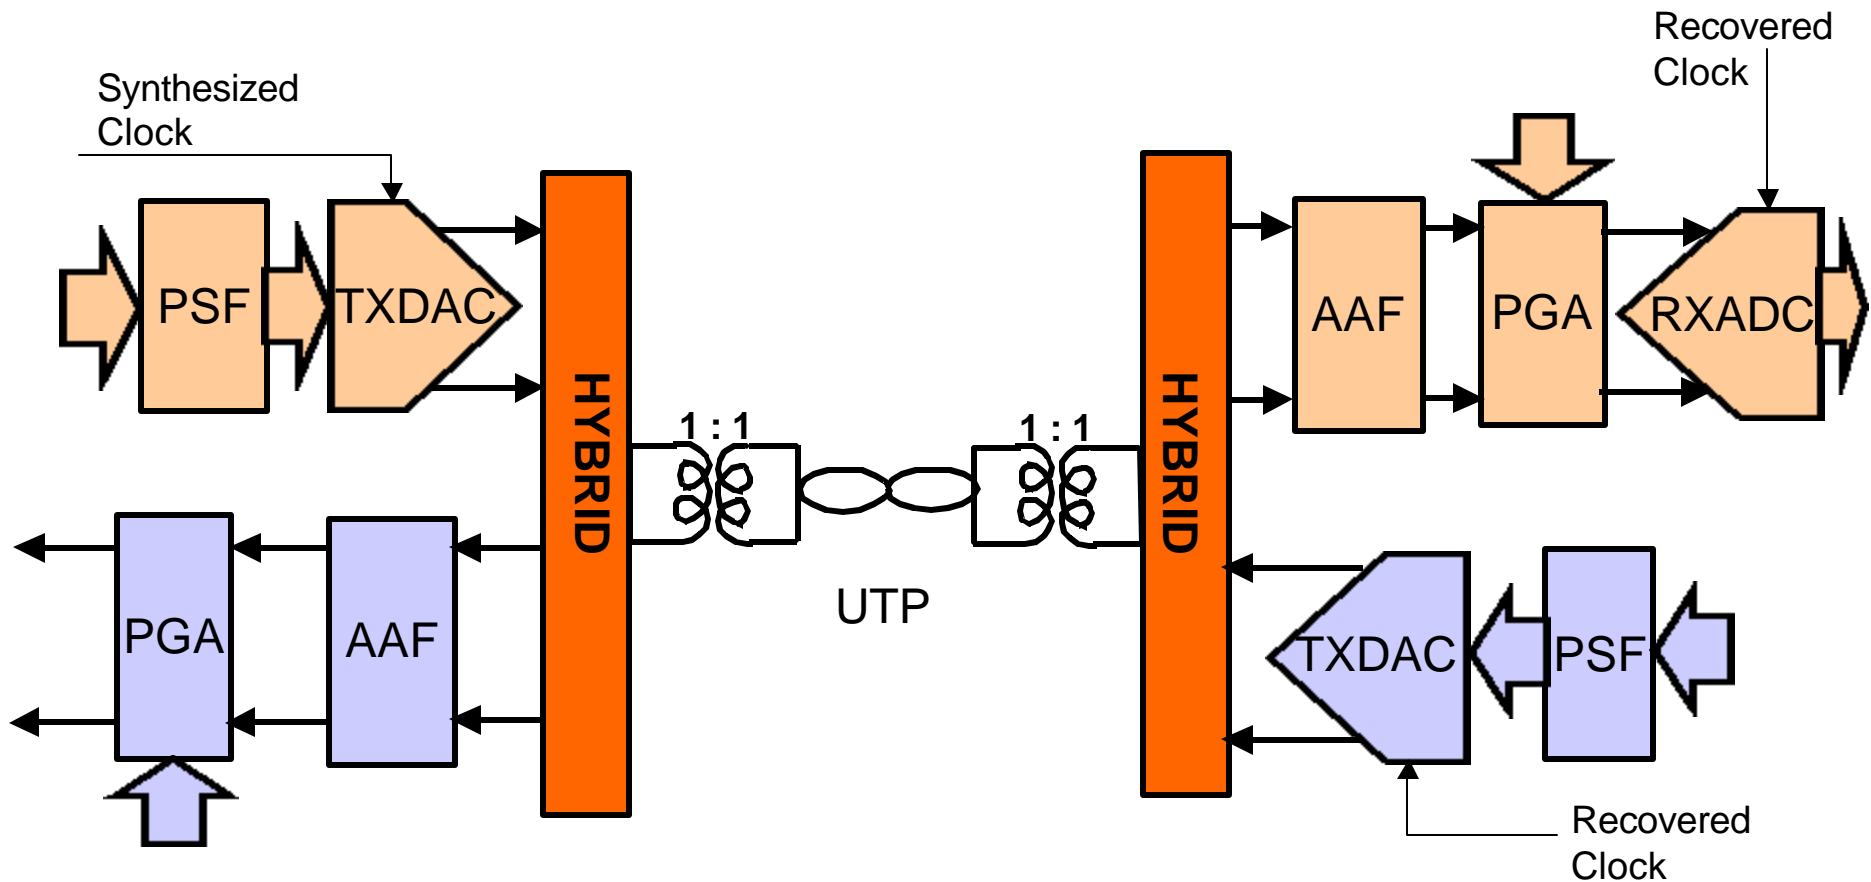 Recovered
Clock
Synthesized
Clock
PSF
TXDAC
HYBRID
1 : 1
1 : 1
HYBRID
AAF
PGA
RXADC
PGA
AAF
UTP
TXDAC
PSF
Recovered
Clock